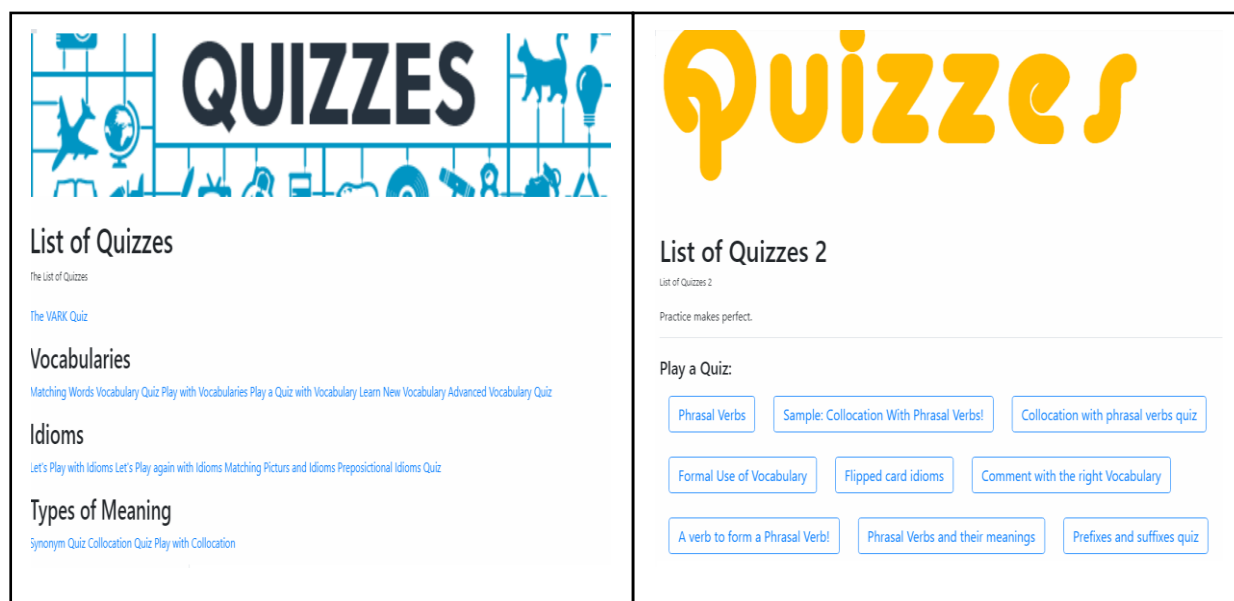 QUIZZES
List of Quizzes
The List of Quizzes
The VARK Quiz
Vocabularies
Matching Words Vocabulary Quiz Play with Vocabularies Play a Quiz with Vocabulary Learn New Vocabulary Advanced Vocabulary Quiz
Idioms
Let's Play with Idioms Let's Play again with Idioms Matching Picturs and Idioms Preposictional Idioms Quiz
Types of Meaning
Synonym Quiz Collocation Quiz Play with Collocation
Quizzes
List of Quizzes 2
List of Quizzes 2
Practice makes perfect.
Play a Quiz:
Phrasal Verbs Sample: Collocation With Phrasal Verbs! Collocation with phrasal verbs quiz
Formal Use of Vocabulary Flipped card idioms Comment with the right Vocabulary
A verb to form a Phrasal Verb! Phrasal Verbs and their meanings Prefixes and suffixes quiz